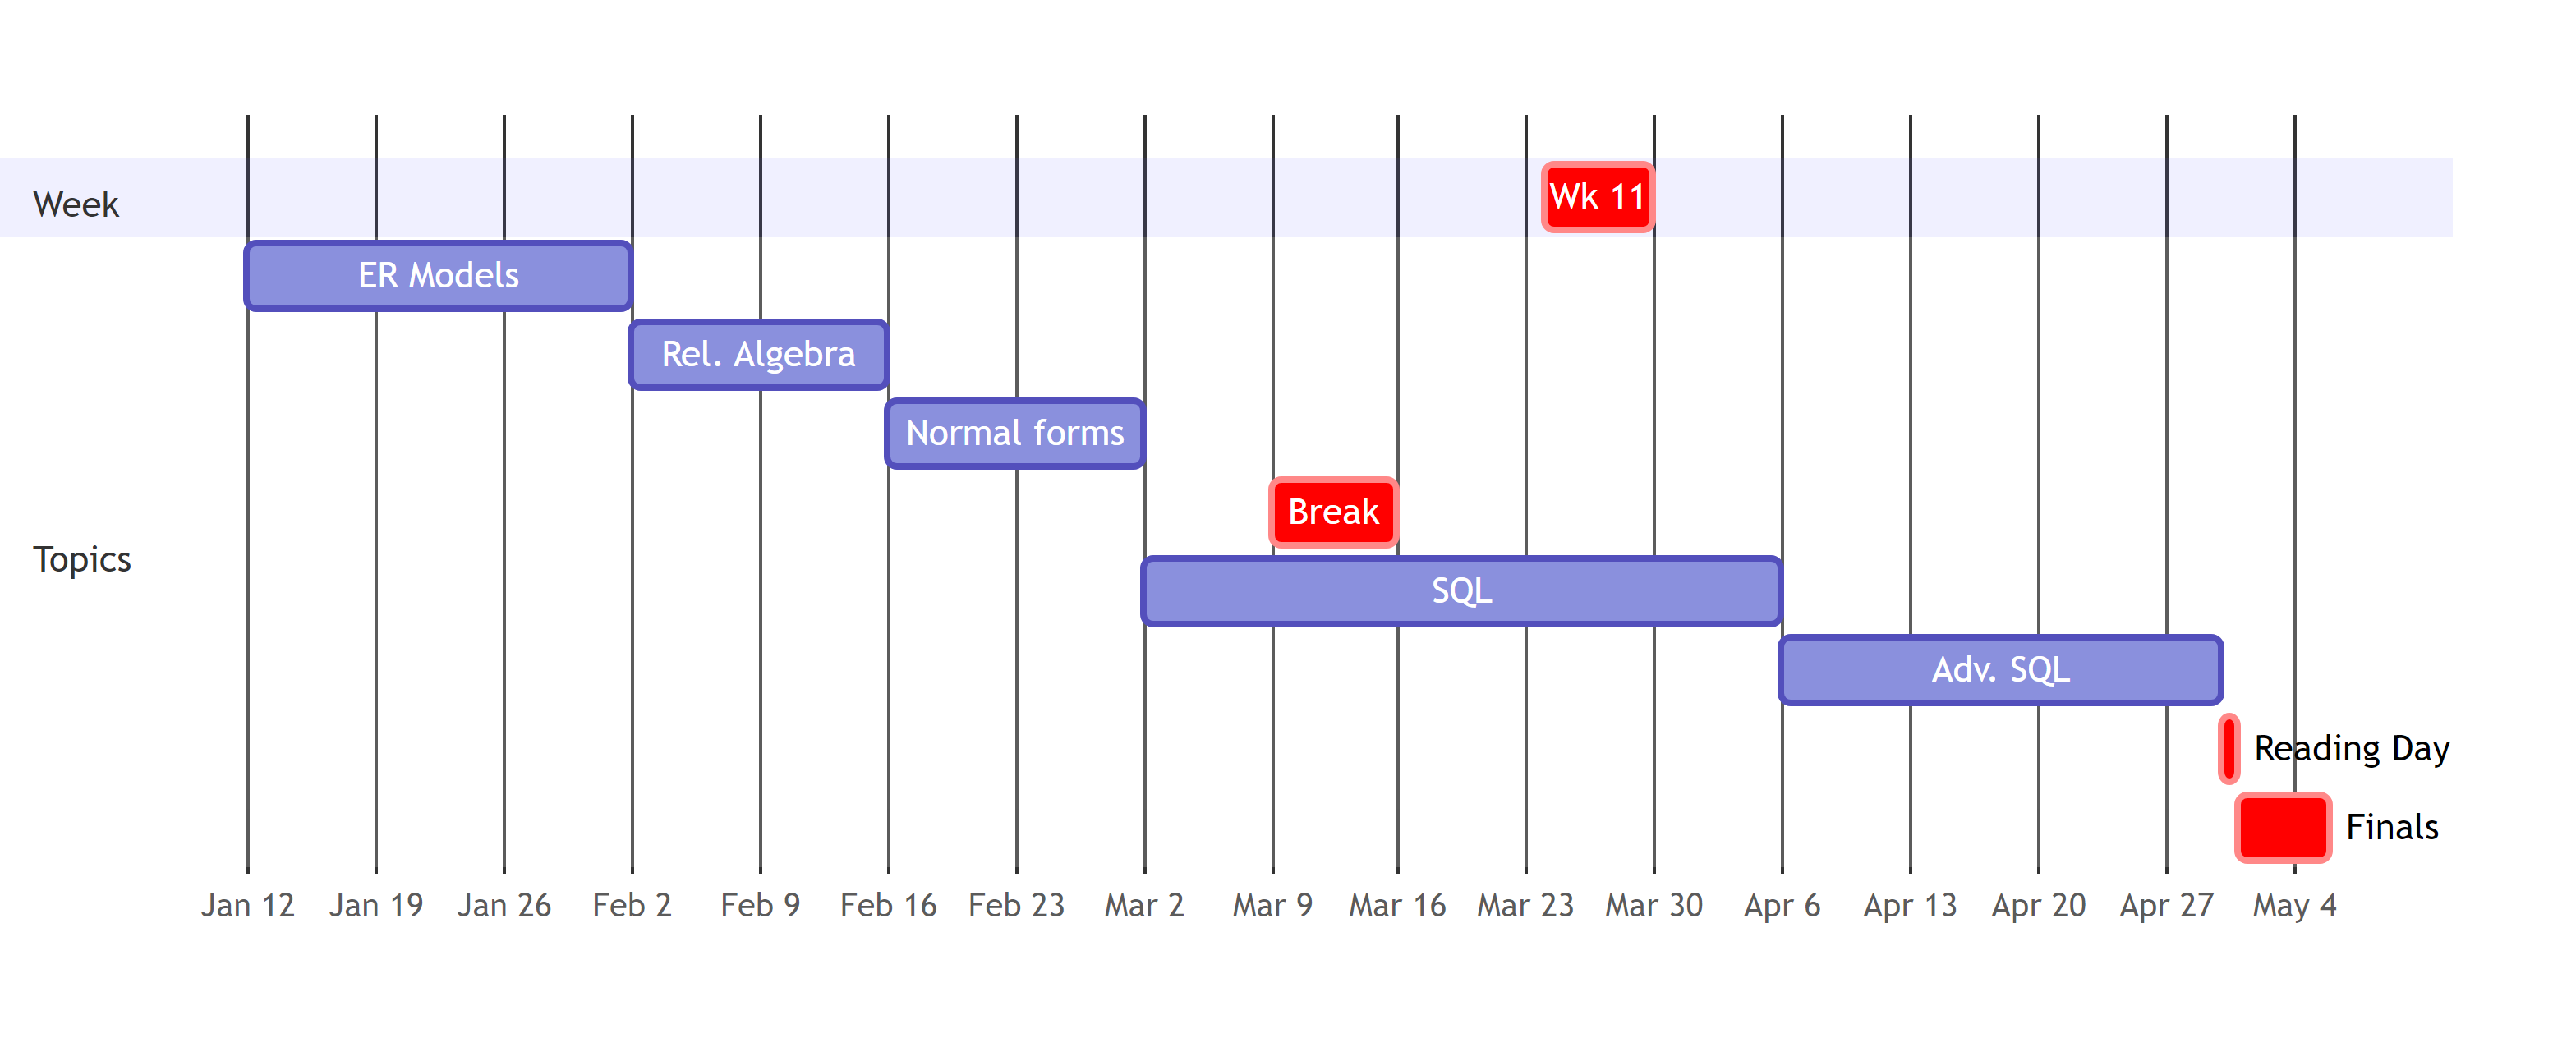 Week
Wk 11
ER Models
Rel. Algebra
Normal forms
Break
Topics
SQL
Adv. SQL
Reading Day
Finals
Jan 12 Jan 19 Jan 26 Feb 2 Feb 9 Feb 16 Feb 23 Mar 2 Mar 9 Mar 16 Mar 23 Mar 30 Apr 6 Apr 13 Apr 20 Apr 27 May 4